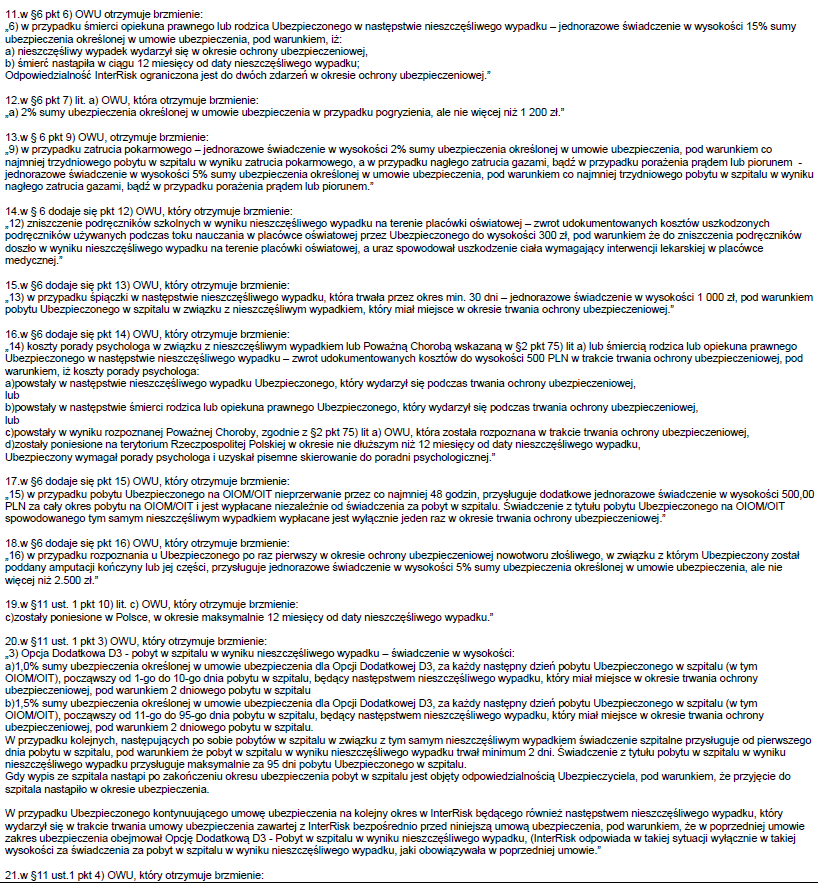 11.w §6 pkt 6) OWU otrzymuje brzmienie:
„6) w przypadku śmierci opiekuna prawnego lub rodzica Ubezpieczonego w następstwie nieszczęśliwego wypadku – jednorazowe świadczenie w wysokości 15% sumy
ubezpieczenia określonej w umowie ubezpieczenia, pod warunkiem, iż:
a) nieszczęśliwy wypadek wydarzył się w okresie ochrony ubezpieczeniowej,
b) śmierć nastąpiła w ciągu 12 miesięcy od daty nieszczęśliwego wypadku;
Odpowiedzialność InterRisk ograniczona jest do dwóch zdarzeń w okresie ochrony ubezpieczeniowej.”
12.w §6 pkt 7) lit. a) OWU, która otrzymuje brzmienie:
„a) 2% sumy ubezpieczenia określonej w umowie ubezpieczenia w przypadku pogryzienia, ale nie więcej niż 1 200 zł.”
13.w § 6 pkt 9) OWU, otrzymuje brzmienie:
„9) w przypadku zatrucia pokarmowego – jednorazowe świadczenie w wysokości 2% sumy ubezpieczenia określonej w umowie ubezpieczenia, pod warunkiem co
najmniej trzydniowego pobytu w szpitalu w wyniku zatrucia pokarmowego, a w przypadku nagłego zatrucia gazami, bądź w przypadku porażenia prądem lub piorunem -
jednorazowe świadczenie w wysokości 5% sumy ubezpieczenia określonej w umowie ubezpieczenia, pod warunkiem co najmniej trzydniowego pobytu w szpitalu w wyniku
nagłego zatrucia gazami, bądź w przypadku porażenia prądem lub piorunem.”
14.w § 6 dodaje się pkt 12) OWU, który otrzymuje brzmienie:
„12) zniszczenie podręczników szkolnych w wyniku nieszczęśliwego wypadku na terenie placówki oświatowej – zwrot udokumentowanych kosztów uszkodzonych
podręczników używanych podczas toku nauczania w placówce oświatowej przez Ubezpieczonego do wysokości 300 zł, pod warunkiem że do zniszczenia podręczników
doszło w wyniku nieszczęśliwego wypadku na terenie placówki oświatowej, a uraz spowodował uszkodzenie ciała wymagający interwencji lekarskiej w placówce
medycznej.”
15.w §6 dodaje się pkt 13) OWU, który otrzymuje brzmienie:
„13) w przypadku śpiączki w następstwie nieszczęśliwego wypadku, która trwała przez okres min. 30 dni – jednorazowe świadczenie w wysokości 1 000 zł, pod warunkiem
pobytu Ubezpieczonego w szpitalu w związku z nieszczęśliwym wypadkiem, który miał miejsce w okresie trwania ochrony ubezpieczeniowej.”
16.w §6 dodaje się pkt 14) OWU, który otrzymuje brzmienie:
„14) koszty porady psychologa w związku z nieszczęśliwym wypadkiem lub Poważną Chorobą wskazaną w §2 pkt 75) lit a) lub śmiercią rodzica lub opiekuna prawnego
Ubezpieczonego w następstwie nieszczęśliwego wypadku – zwrot udokumentowanych kosztów do wysokości 500 PLN w trakcie trwania ochrony ubezpieczeniowej, pod
warunkiem, iż koszty porady psychologa:
a)powstały w następstwie nieszczęśliwego wypadku Ubezpieczonego, który wydarzył się podczas trwania ochrony ubezpieczeniowej,
lub
b)powstały w następstwie śmierci rodzica lub opiekuna prawnego Ubezpieczonego, który wydarzył się podczas trwania ochrony ubezpieczeniowej,
lub
c)powstały w wyniku rozpoznanej Poważnej Choroby, zgodnie z §2 pkt 75) lit a) OWU, która została rozpoznana w trakcie trwania ochrony ubezpieczeniowej,
d)zostały poniesione na terytorium Rzeczpospolitej Polskiej w okresie nie dłuższym niż 12 miesięcy od daty nieszczęśliwego wypadku,
Ubezpieczony wymagał porady psychologa i uzyskał pisemne skierowanie do poradni psychologicznej.”
17.w §6 dodaje się pkt 15) OWU, który otrzymuje brzmienie:
„15) w przypadku pobytu Ubezpieczonego na OIOM/OIT nieprzerwanie przez co najmniej 48 godzin, przysługuje dodatkowe jednorazowe świadczenie w wysokości 500,00
PLN za cały okres pobytu na OIOM/OIT i jest wypłacane niezależnie od świadczenia za pobyt w szpitalu. Świadczenie z tytułu pobytu Ubezpieczonego na OIOM/OIT
spowodowanego tym samym nieszczęśliwym wypadkiem wypłacane jest wyłącznie jeden raz w okresie trwania ochrony ubezpieczeniowej.”
18.w §6 dodaje się pkt 16) OWU, który otrzymuje brzmienie:
„16) w przypadku rozpoznania u Ubezpieczonego po raz pierwszy w okresie ochrony ubezpieczeniowej nowotworu złośliwego, w związku z którym Ubezpieczony został
poddany amputacji kończyny lub jej części, przysługuje jednorazowe świadczenie w wysokości 5% sumy ubezpieczenia określonej w umowie ubezpieczenia, ale nie
więcej niż 2.500 zł.”
19.w §11 ust. 1 pkt 10) lit. c) OWU, który otrzymuje brzmienie:
c)zostały poniesione w Polsce, w okresie maksymalnie 12 miesięcy od daty nieszczęśliwego wypadku.”
20.w §11 ust. 1 pkt 3) OWU, który otrzymuje brzmienie:
„3) Opcja Dodatkowa D3 - pobyt w szpitalu w wyniku nieszczęśliwego wypadku – świadczenie w wysokości:
a)1,0% sumy ubezpieczenia określonej w umowie ubezpieczenia dla Opcji Dodatkowej D3, za każdy następny dzień pobytu Ubezpieczonego w szpitalu (w tym
OIOM/OIT), począwszy od 1-go do 10-go dnia pobytu w szpitalu, będący następstwem nieszczęśliwego wypadku, który miał miejsce w okresie trwania ochrony
ubezpieczeniowej, pod warunkiem 2 dniowego pobytu w szpitalu
b)1,5% sumy ubezpieczenia określonej w umowie ubezpieczenia dla Opcji Dodatkowej D3, za każdy następny dzień pobytu Ubezpieczonego w szpitalu (w tym
OIOM/OIT), począwszy od 11-go do 95-go dnia pobytu w szpitalu, będący następstwem nieszczęśliwego wypadku, który miał miejsce w okresie trwania ochrony
ubezpieczeniowej, pod warunkiem 2 dniowego pobytu w szpitalu.
W przypadku kolejnych, następujących po sobie pobytów w szpitalu w związku z tym samym nieszczęśliwym wypadkiem świadczenie szpitalne przysługuje od pierwszego
dnia pobytu w szpitalu, pod warunkiem że pobyt w szpitalu w wyniku nieszczęśliwego wypadku trwał minimum 2 dni. Świadczenie z tytułu pobytu w szpitalu w wyniku
nieszczęśliwego wypadku przysługuje maksymalnie za 95 dni pobytu Ubezpieczonego w szpitalu.
Gdy wypis ze szpitala nastąpi po zakończeniu okresu ubezpieczenia pobyt w szpitalu jest objęty odpowiedzialnością Ubezpieczyciela, pod warunkiem, że przyjęcie do
szpitala nastąpiło w okresie ubezpieczenia.
W przypadku Ubezpieczonego kontynuującego umowę ubezpieczenia na kolejny okres w InterRisk będącego również następstwem nieszczęśliwego wypadku, który
wydarzył się w trakcie trwania umowy ubezpieczenia zawartej z InterRisk bezpośrednio przed niniejszą umową ubezpieczenia, pod warunkiem, że w poprzedniej umowie
zakres ubezpieczenia obejmował Opcję Dodatkową D3 - Pobyt w szpitalu w wyniku nieszczęśliwego wypadku, (InterRisk odpowiada w takiej sytuacji wyłącznie w takiej
wysokości za świadczenia za pobyt w szpitalu w wyniku nieszczęśliwego wypadku, jaki obowiązywała w poprzedniej umowie.”
21.w §11 ust.1 pkt 4) OWU, który otrzymuje brzmienie: